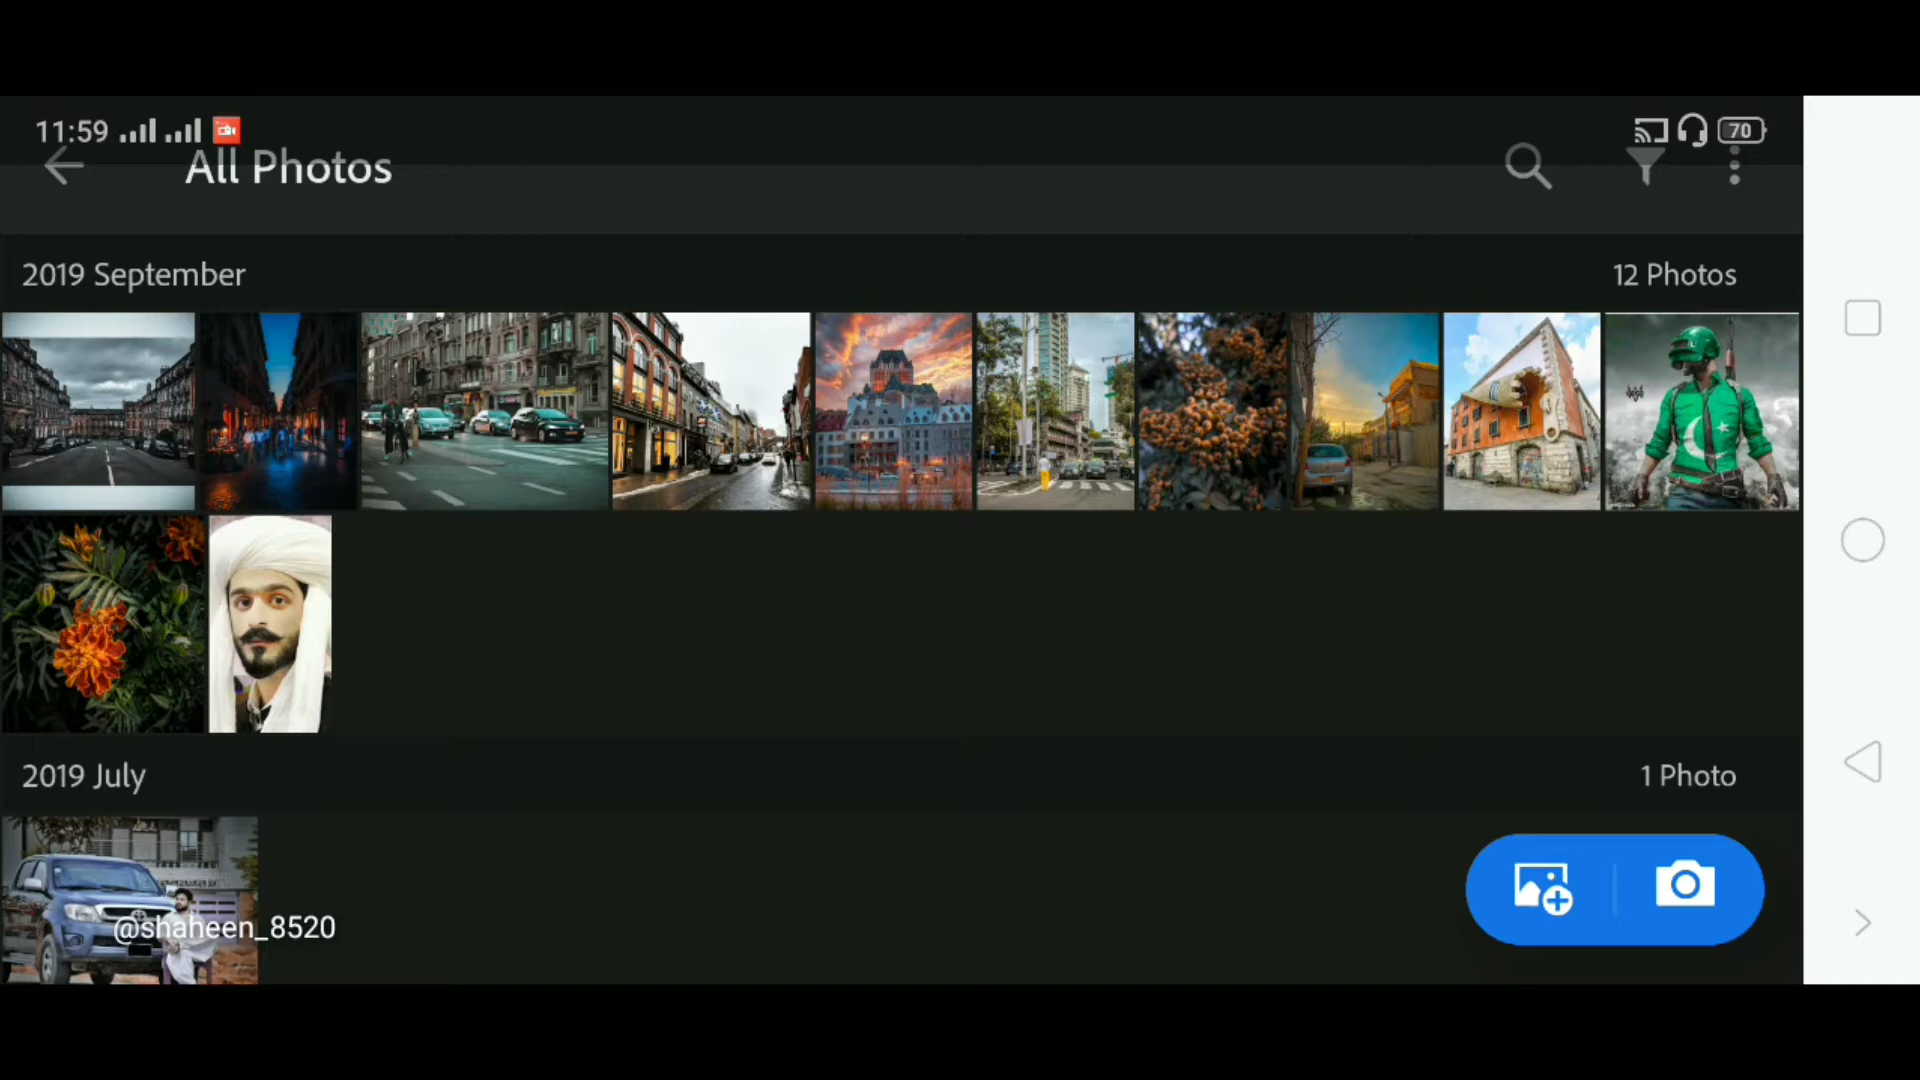 11:59
70
All Photos
2019 September
12 Photos
2019 July
1 Photo
@shaheen_8520